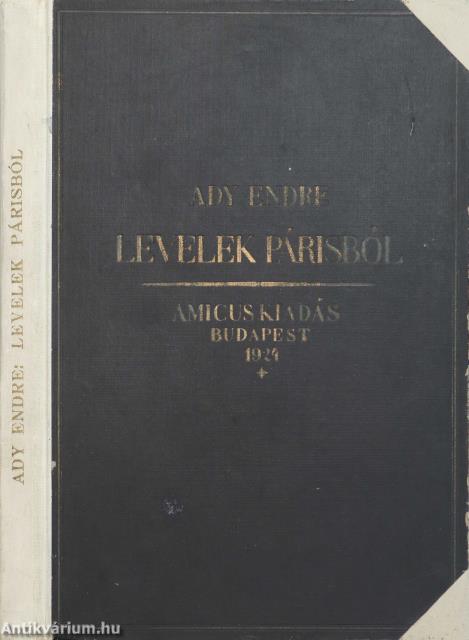 ADY ENDRE: LEVELEK PÁRISBÓL
ADY ENDRE
LEVELEK PÁRISBÓL
AMICUS KIADÁS
BUDAPEST
1924
Antikvárium.hu